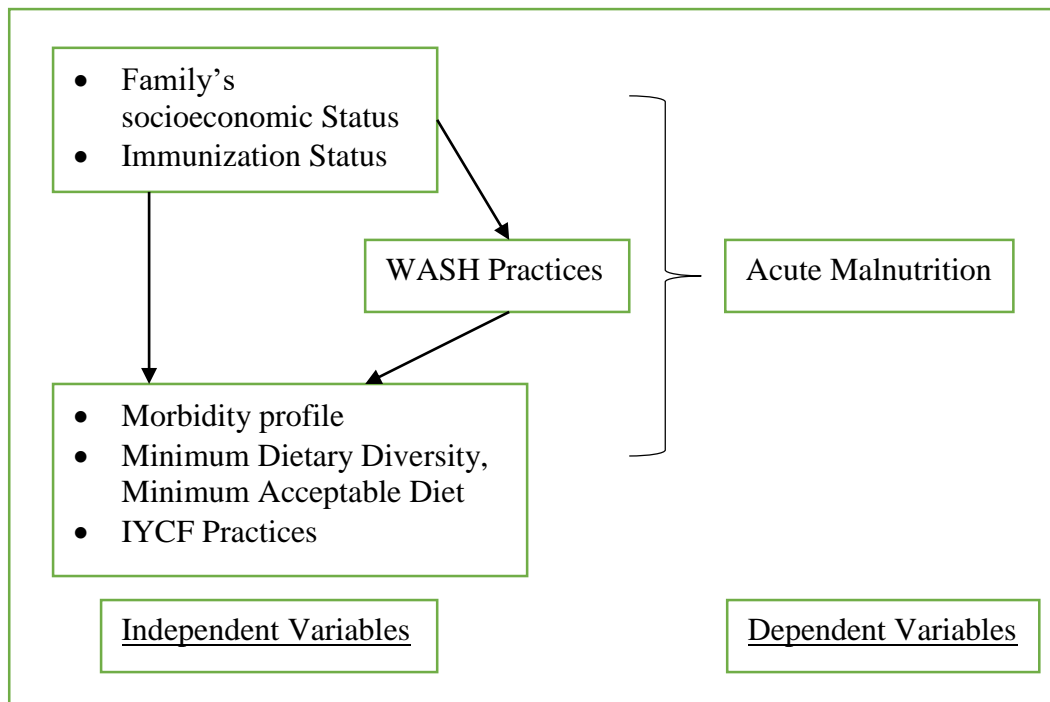 • Family’s
socioeconomic Status
• Immunization Status
WASH Practices
Acute Malnutrition
• Morbidity profile
• Minimum Dietary Diversity,
Minimum Acceptable Diet
• IYCF Practices
Independent Variables
Dependent Variables